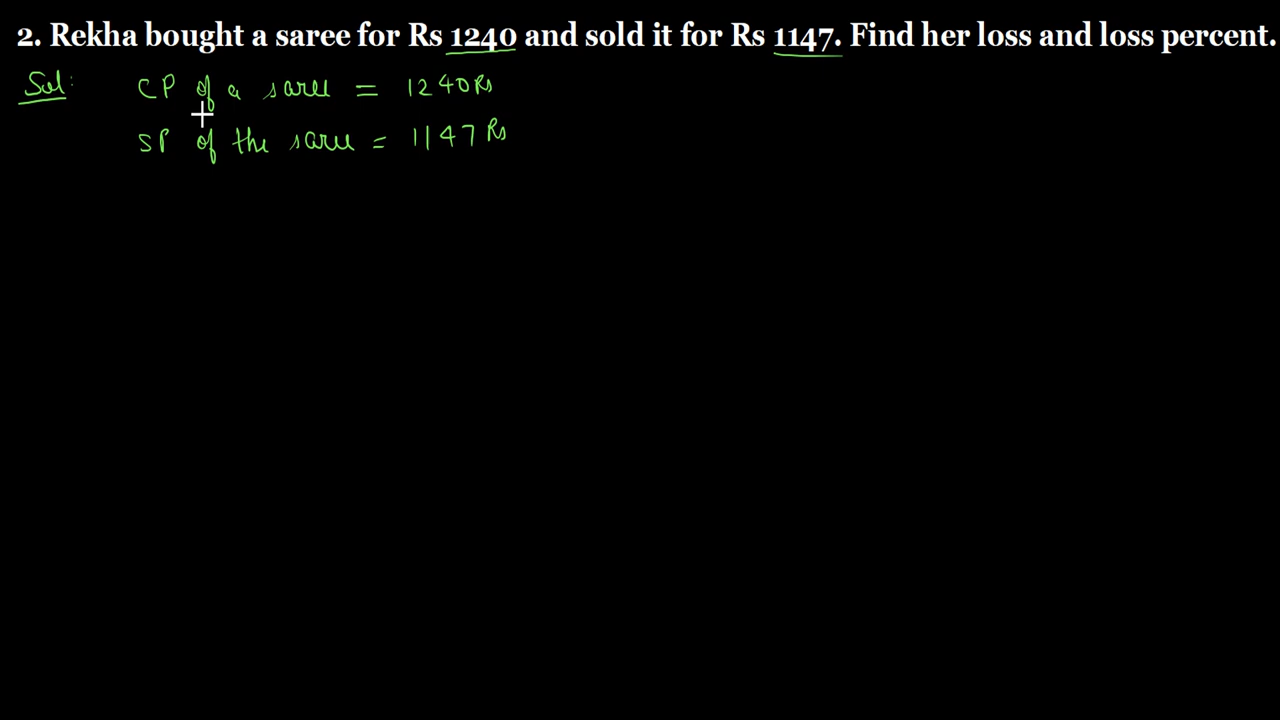 2. Rekha bought a saree for Rs 1240 and sold it for Rs 1147. Find her loss and loss percent.
Sol: CP of a saree = 1240 Rs
SP of the saree = 1147 Rs